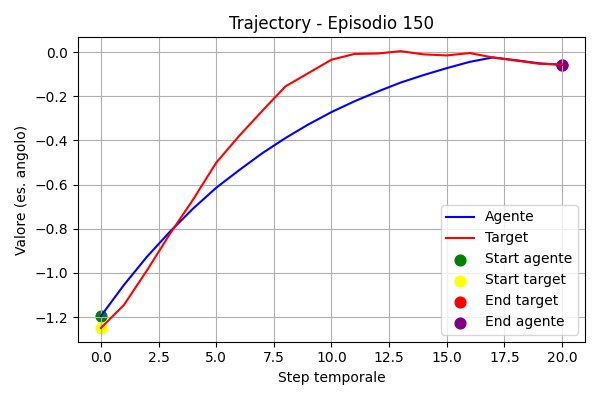 Trajectory - Episodio 150
Valore (es. angolo)
0.0
−0.2
−0.4
−0.6
−0.8
−1.0
−1.2
Agente
Target
Start agente
Start target
End target
End agente
0.0 2.5 5.0 7.5 10.0 12.5 15.0 17.5 20.0
Step temporale